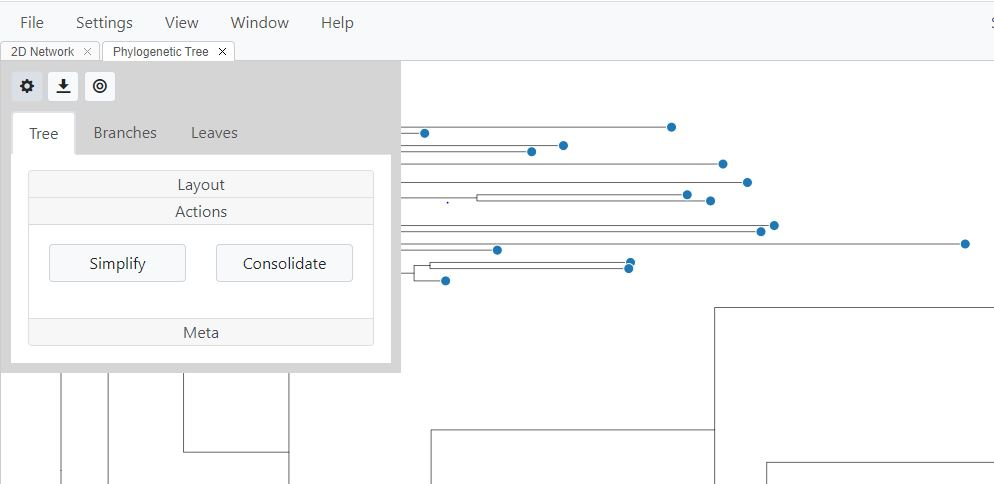 File Settings View Window Help
2D Network × Phylogenetic Tree ×
Tree Branches Leaves
Layout
Actions
Simplify Consolidate
Meta